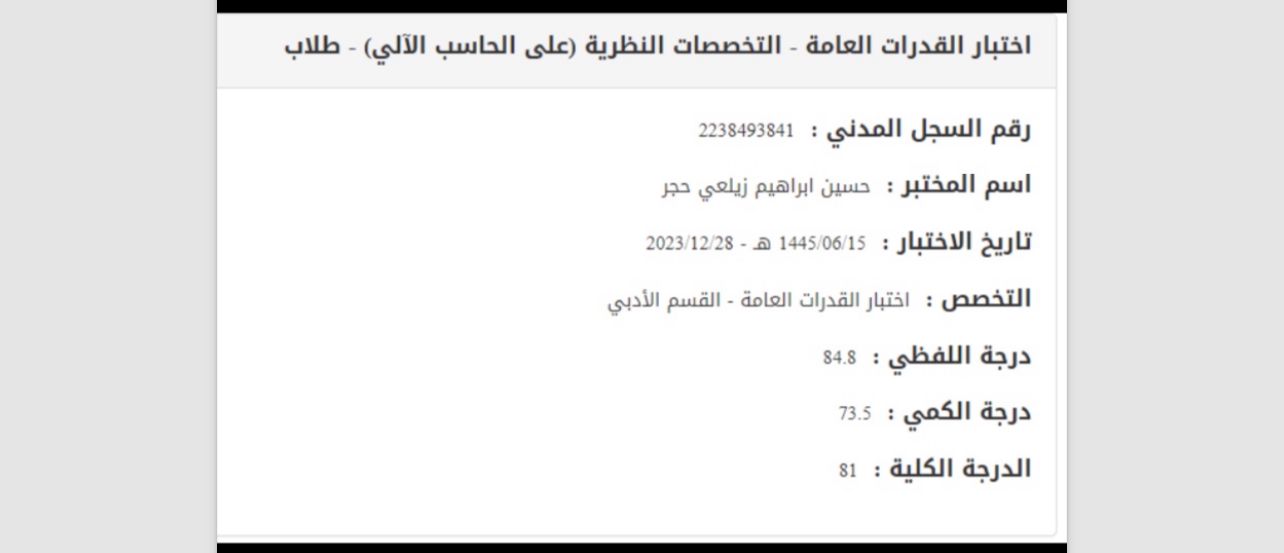 اختبار القدرات العامة - التخصصات النظرية (على الحاسب الآلي) - طلاب
رقم السجل المدني : 2238493841
اسم المختبر : حسين ابراهيم زيلعي حجر
تاريخ الاختبار : 1445/06/15 هـ - 2023/12/28
التخصص : اختبار القدرات العامة - القسم الأدبي
درجة اللفظي : 84.8
درجة الكمي : 73.5
الدرجة الكلية : 81